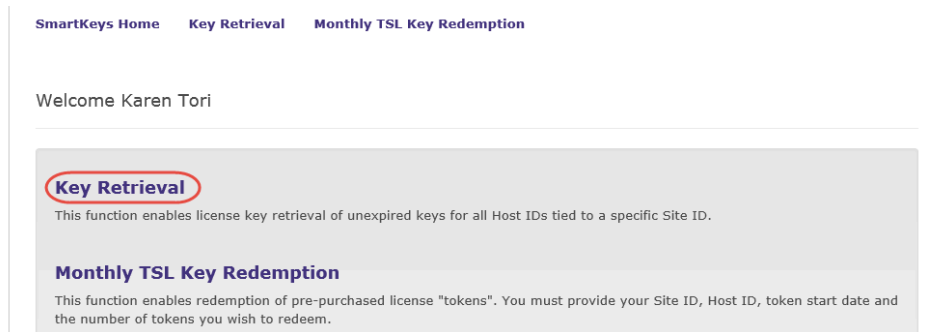 SmartKeys Home Key Retrieval Monthly TSL Key Redemption
Welcome Karen Tori
Key Retrieval
This function enables license key retrieval of unexpired keys for all Host IDs tied to a specific Site ID.
Monthly TSL Key Redemption
This function enables redemption of pre-purchased license "tokens". You must provide your Site ID, Host ID, token start date and
the number of tokens you wish to redeem.